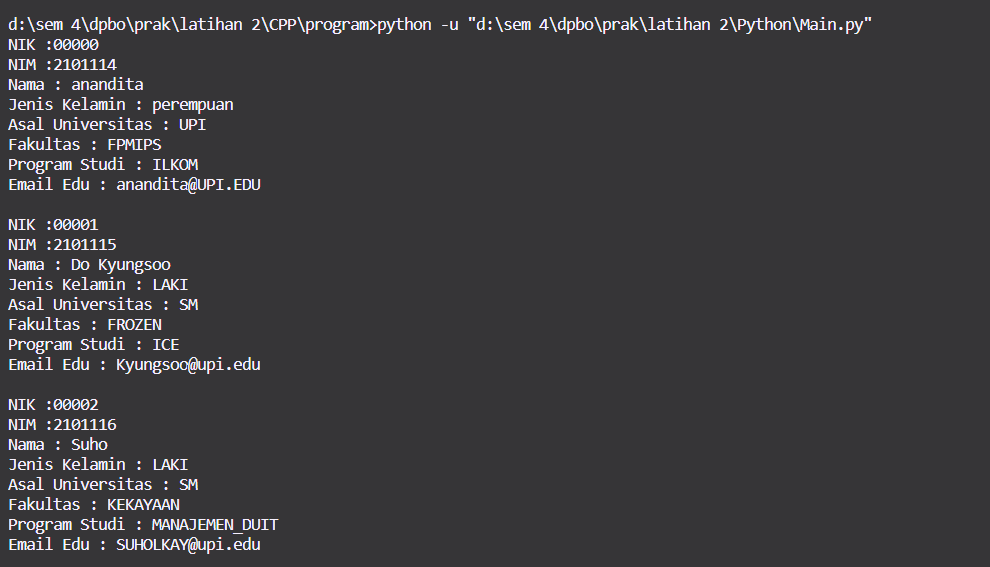 d:\sem 4\dpbo\prak\latihan 2\CPP\program>python -u "d:\sem 4\dpbo\prak\latihan 2\Python\Main.py"
NIK :00000
NIM :2101114
Nama : anandita
Jenis Kelamin : perempuan
Asal Universitas : UPI
Fakultas : FPMIPS
Program Studi : ILKOM
Email Edu : anandita@UPI.EDU
NIK :00001
NIM :2101115
Nama : Do Kyungsoo
Jenis Kelamin : LAKI
Asal Universitas : SM
Fakultas : FROZEN
Program Studi : ICE
Email Edu : Kyungsoo@upi.edu
NIK :00002
NIM :2101116
Nama : Suho
Jenis Kelamin : LAKI
Asal Universitas : SM
Fakultas : KEKAYAAN
Program Studi : MANAJEMEN_DUIT
Email Edu : SUHOLKAY@upi.edu